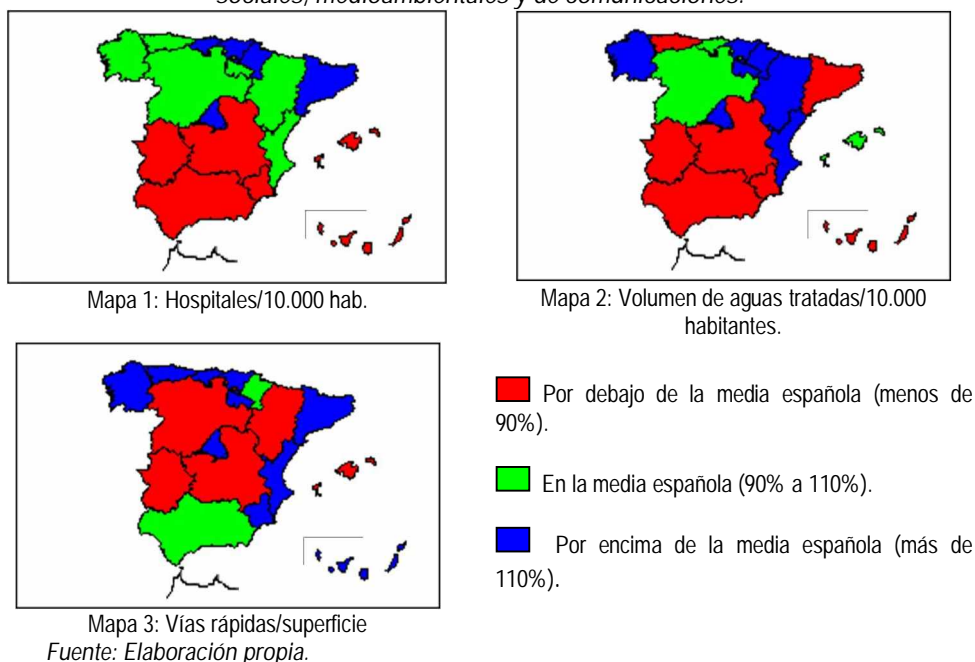 sociales, medioambientales y de comunicaciones.
Mapa 1: Hospitales/10.000 hab.
Mapa 2: Volumen de aguas tratadas/10.000
habitantes.
Por debajo de la media española (menos de
90%).
En la media española (90% a 110%).
Por encima de la media española (más de
110%).
Mapa 3: Vías rápidas/superficie
Fuente: Elaboración propia.